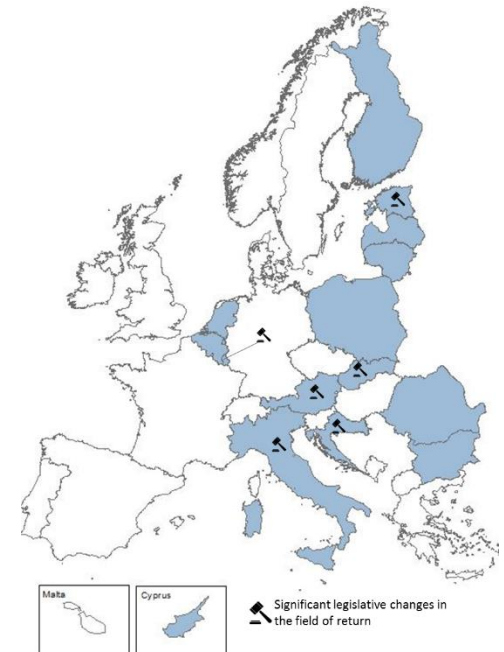 Malta
Cyprus
Significant legislative changes in
the field of return